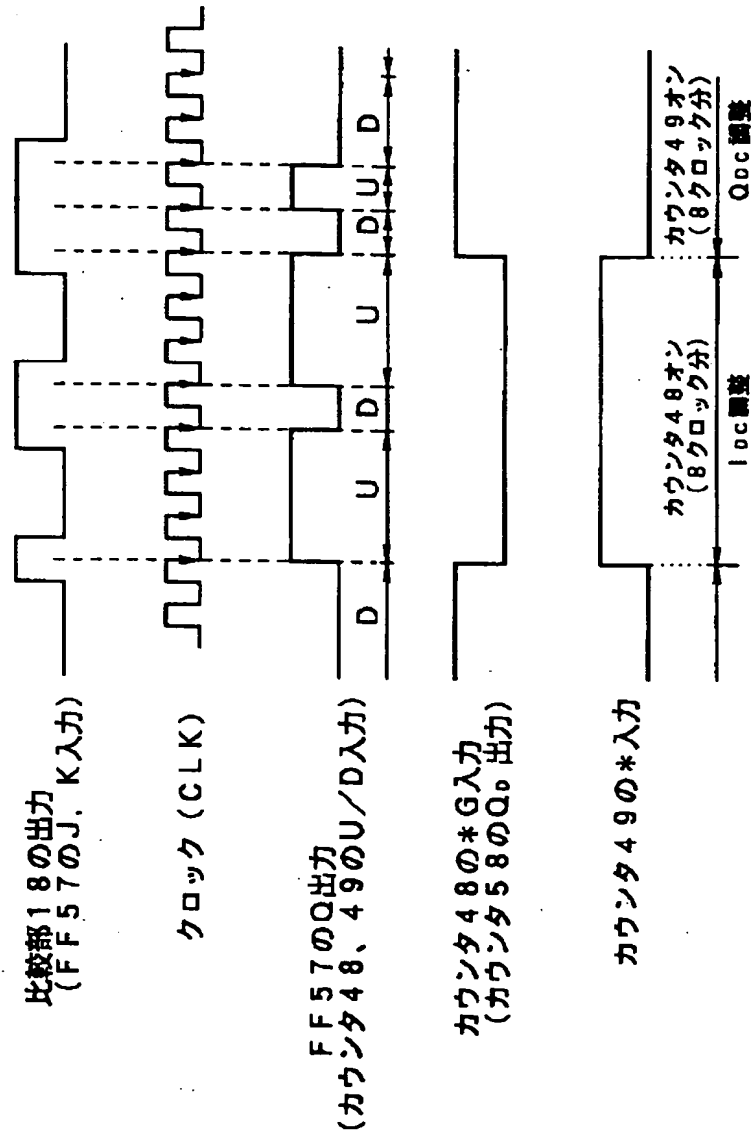 比較部18の出力
(FF57のJ, K入力)
クロック (CLK)
FF57のQ出力
(カウンタ48、49のU/D入力)
D
U
D
U
D
U
D
カウンタ48の*G入力
(カウンタ58のQD 出力)
カウンタ49の*入力
カウンタ48オン
(8クロック分)
IDC調整
カウンタ49オン
(8クロック分)
QDC調整